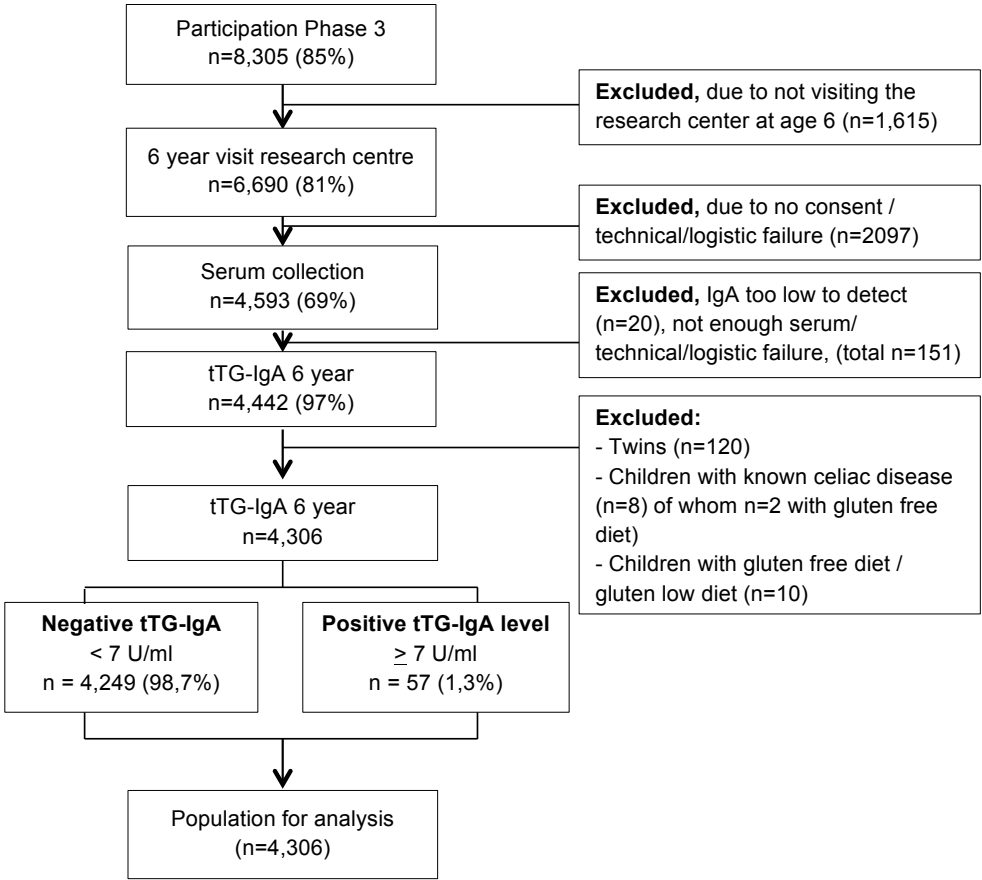 Participation Phase 3
n=8,305 (85%)
Excluded, due to not visiting the
research center at age 6 (n=1,615)
6 year visit research centre
n=6,690 (81%)
Excluded, due to no consent /
technical/logistic failure (n=2097)
Serum collection
n=4,593 (69%)
Excluded, IgA too low to detect
(n=20), not enough serum/
technical/logistic failure, (total n=151)
tTG-IgA 6 year
n=4,442 (97%)
Excluded:
- Twins (n=120)
- Children with known celiac disease
(n=8) of whom n=2 with gluten free
diet)
- Children with gluten free diet /
gluten low diet (n=10)
tTG-IgA 6 year
n=4,306
Negative tTG-IgA
< 7 U/ml
n = 4,249 (98,7%)
Positive tTG-IgA level
≥ 7 U/ml
n = 57 (1,3%)
Population for analysis
(n=4,306)